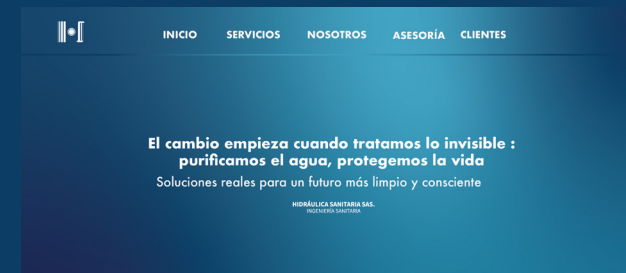 INICIO SERVICIOS NOSOTROS ASESORÍA CLIENTES
El cambio empieza cuando tratamos lo invisible :
purificamos el agua, protegemos la vida
Soluciones reales para un futuro más limpio y consciente
HIDRÁULICA SANITARIA SAS.
INGENIERÍA SANITARIA